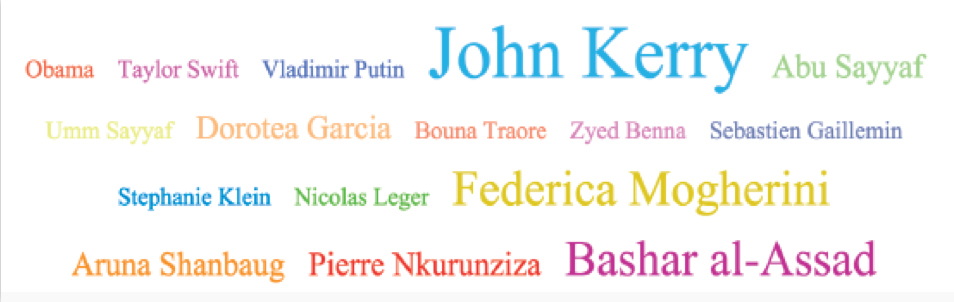 Obama Taylor Swift Vladimir Putin John Kerry Abu Sayyaf
Umm Sayyaf Dorotea Garcia Bouna Traore Zyed Benna Sebastien Gaillemin
Stephanie Klein Nicolas Leger Federica Mogherini
Aruna Shanbaug Pierre Nkurunziza Bashar al-Assad